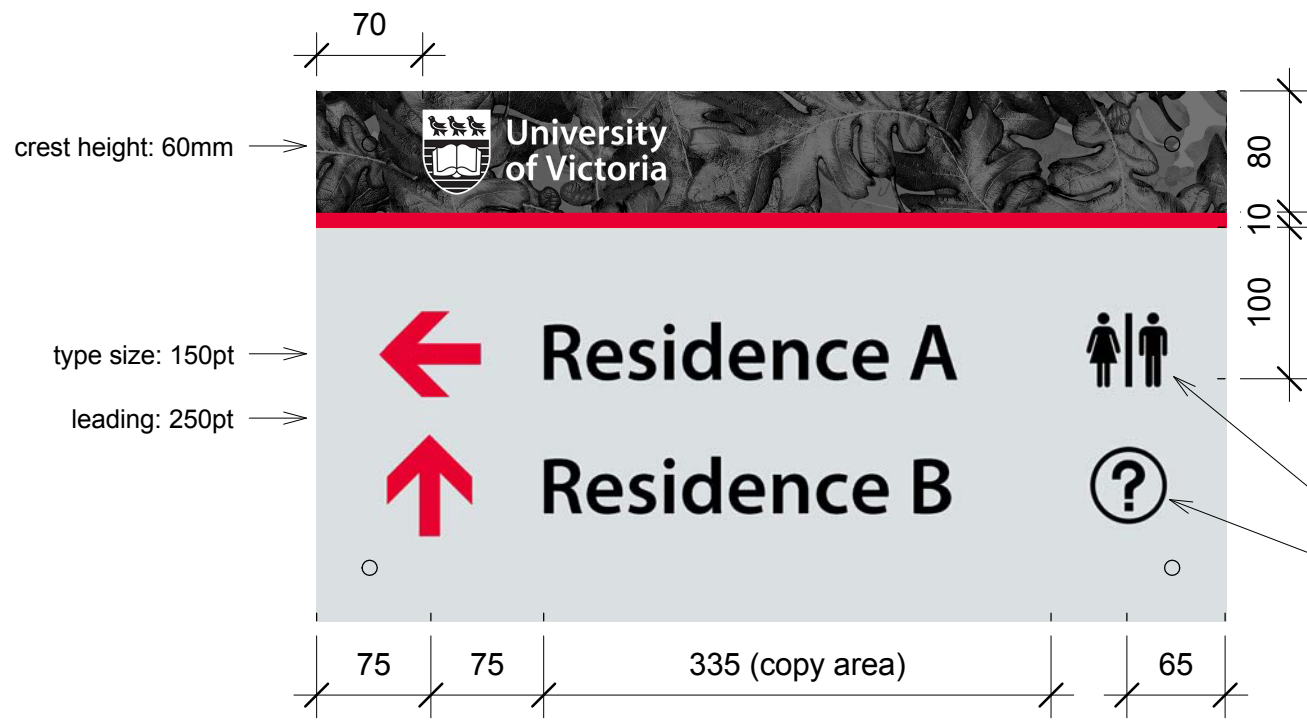 70
crest height: 60mm
University
of Victoria
80
10
100
type size: 150pt
Residence A
leading: 250pt
Residence B
?
75
75
335 (copy area)
65